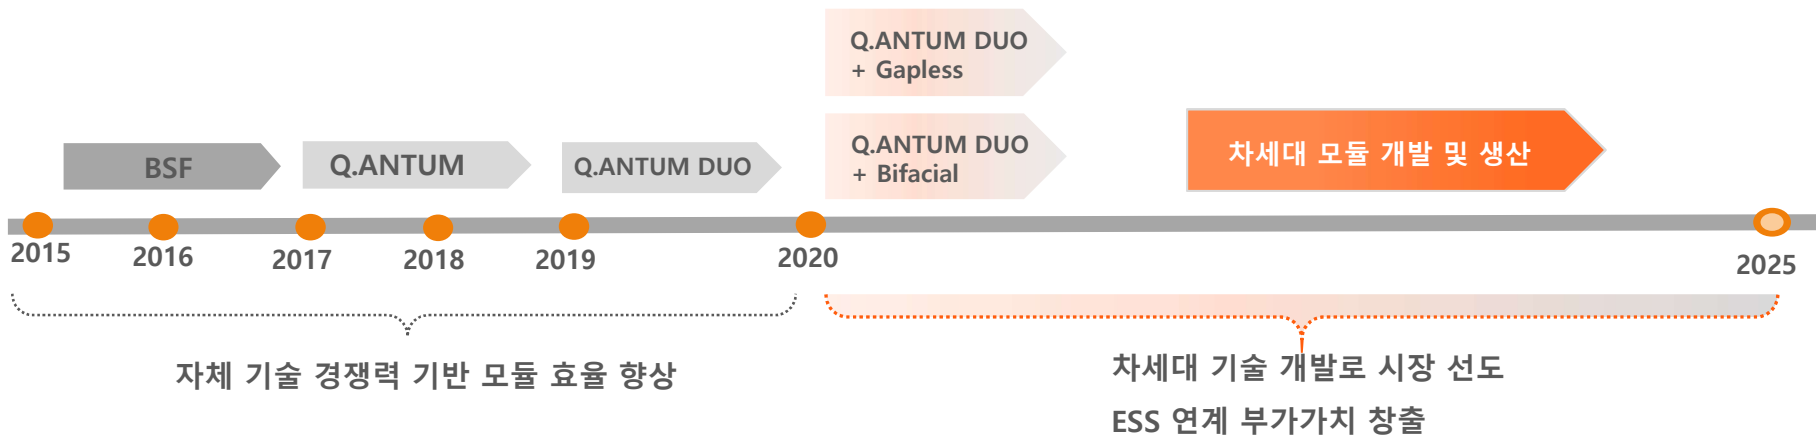 Q.ANTUM DUO
+ Gapless
BSF
Q.ANTUM
Q.ANTUM DUO
Q.ANTUM DUO
+ Bifacial
차세대 모듈 개발 및 생산
2015
2016
2017
2018
2019
2020
2025
자체 기술 경쟁력 기반 모듈 효율 향상
차세대 기술 개발로 시장 선도
ESS 연계 부가가치 창출